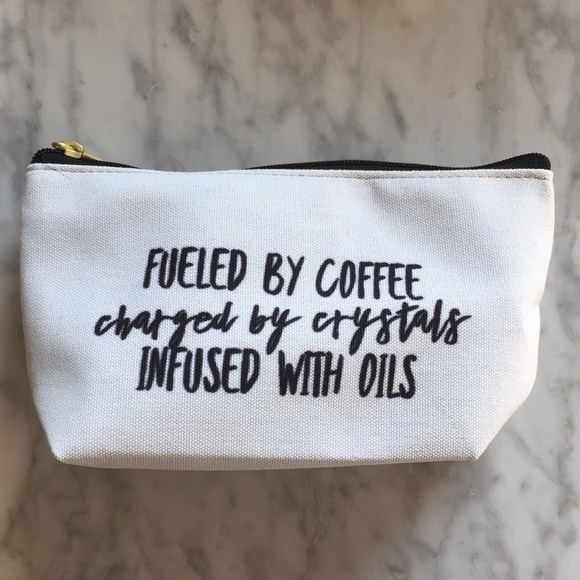 FUELED BY COFFEE
charged by crystals
INFUSED WITH OILS